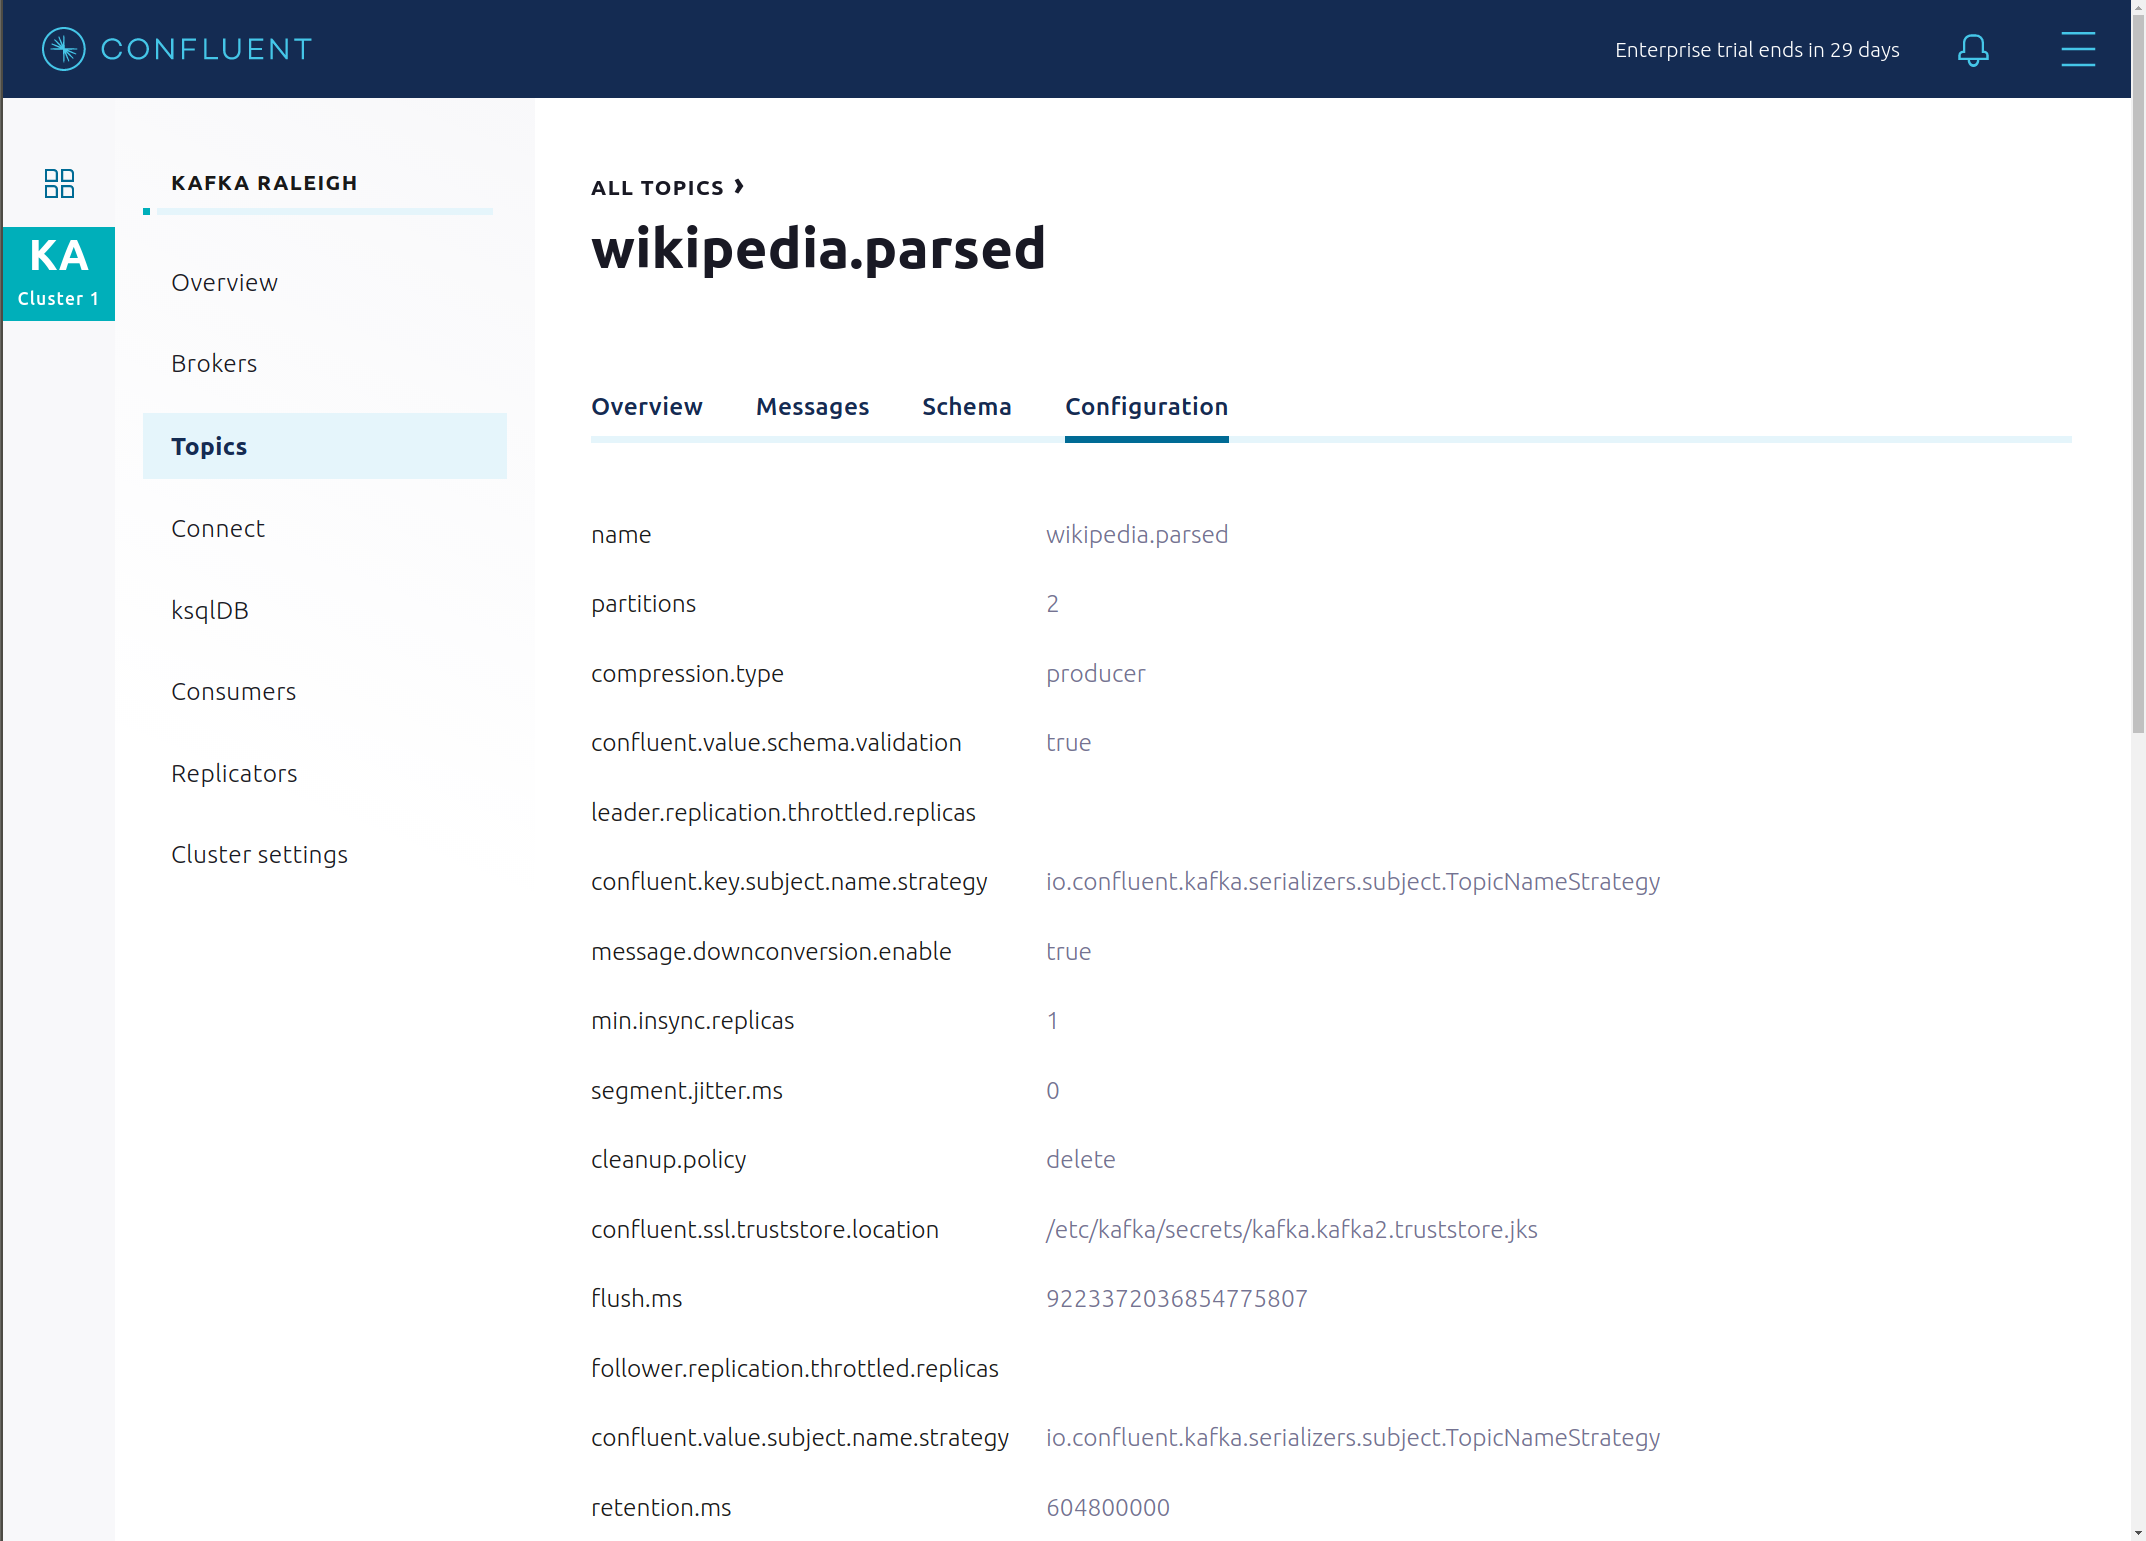 CONFLUENT
Enterprise trial ends in 29 days
KA
Cluster 1
KAFKA RALEIGH
Overview
Brokers
Topics
Connect
ksqlDB
Consumers
Replicators
Cluster settings
ALL TOPICS ❯
wikipedia.parsed
Overview Messages Schema Configuration
name wikipedia.parsed
partitions 2
compression.type producer
confluent.value.schema.validation true
leader.replication.throttled.replicas
confluent.key.subject.name.strategy io.confluent.kafka.serializers.subject.TopicNameStrategy
message.downconversion.enable true
min.insync.replicas 1
segment.jitter.ms 0
cleanup.policy delete
confluent.ssl.truststore.location /etc/kafka/secrets/kafka.kafka2.truststore.jks
flush.ms 9223372036854775807
follower.replication.throttled.replicas
confluent.value.subject.name.strategy io.confluent.kafka.serializers.subject.TopicNameStrategy
retention.ms 604800000